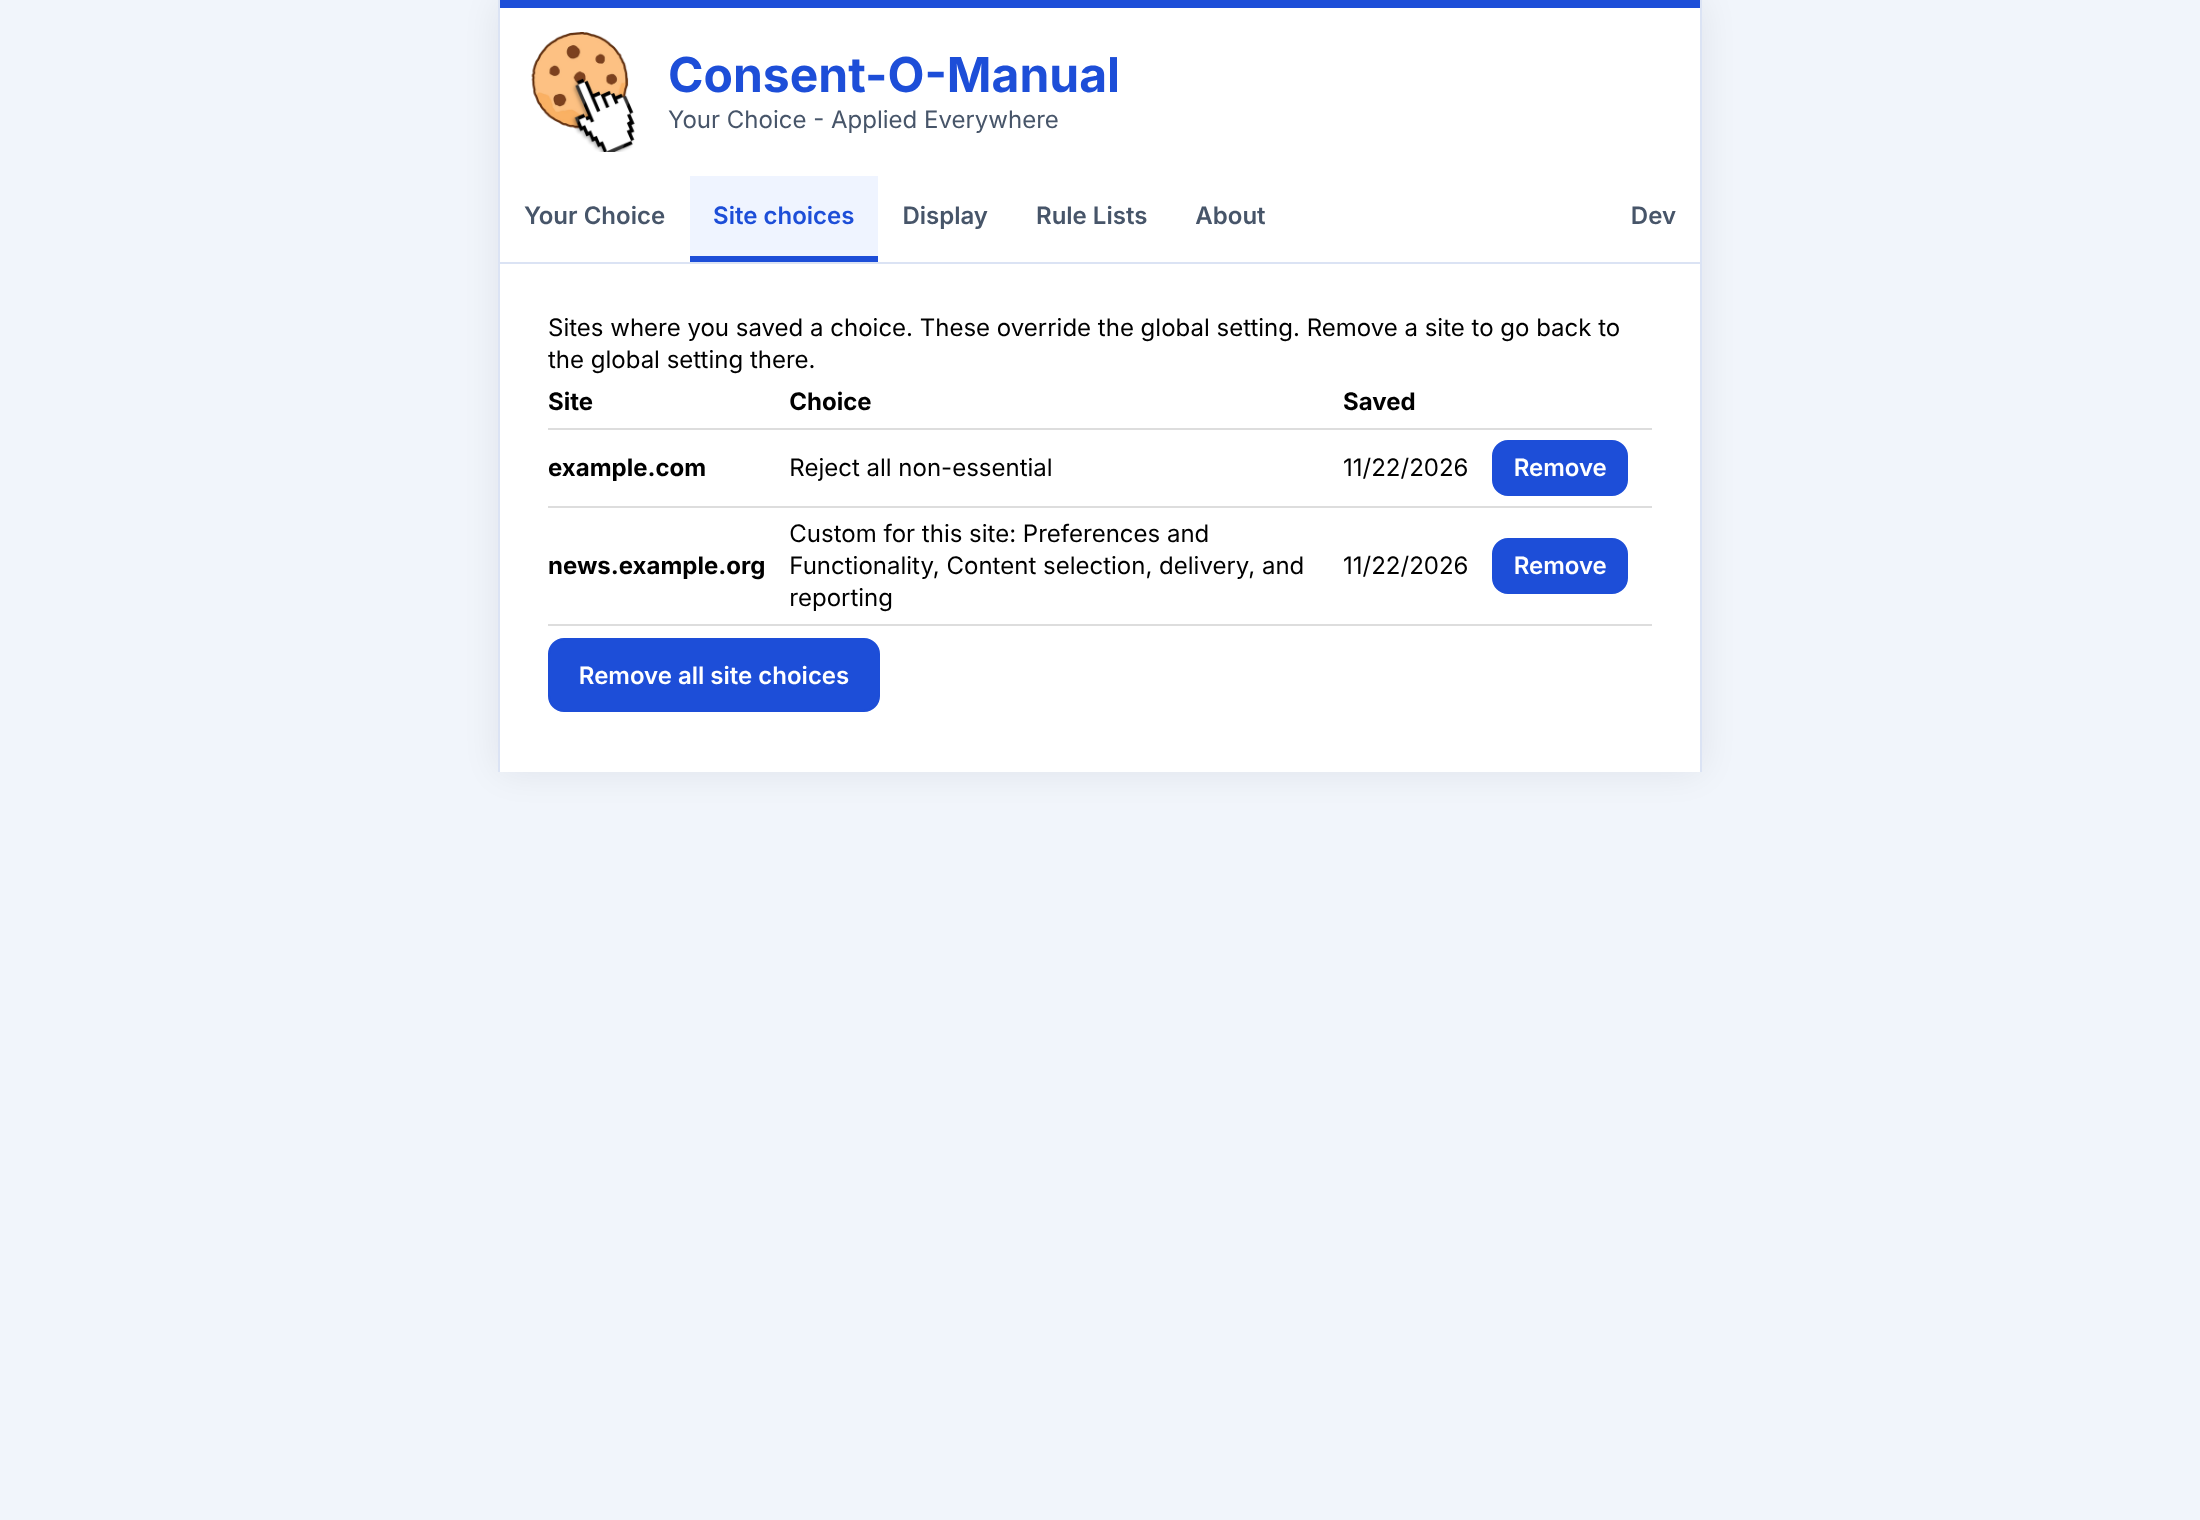 Consent-O-Manual
Your Choice - Applied Everywhere
Your Choice Site choices Display Rule Lists About Dev
Sites where you saved a choice. These override the global setting. Remove a site to go back to
the global setting there.
Site Choice Saved
example.com Reject all non-essential 11/22/2026 Remove
Custom for this site: Preferences and
news.example.org Functionality, Content selection, delivery, and 11/22/2026 Remove
reporting
Remove all site choices